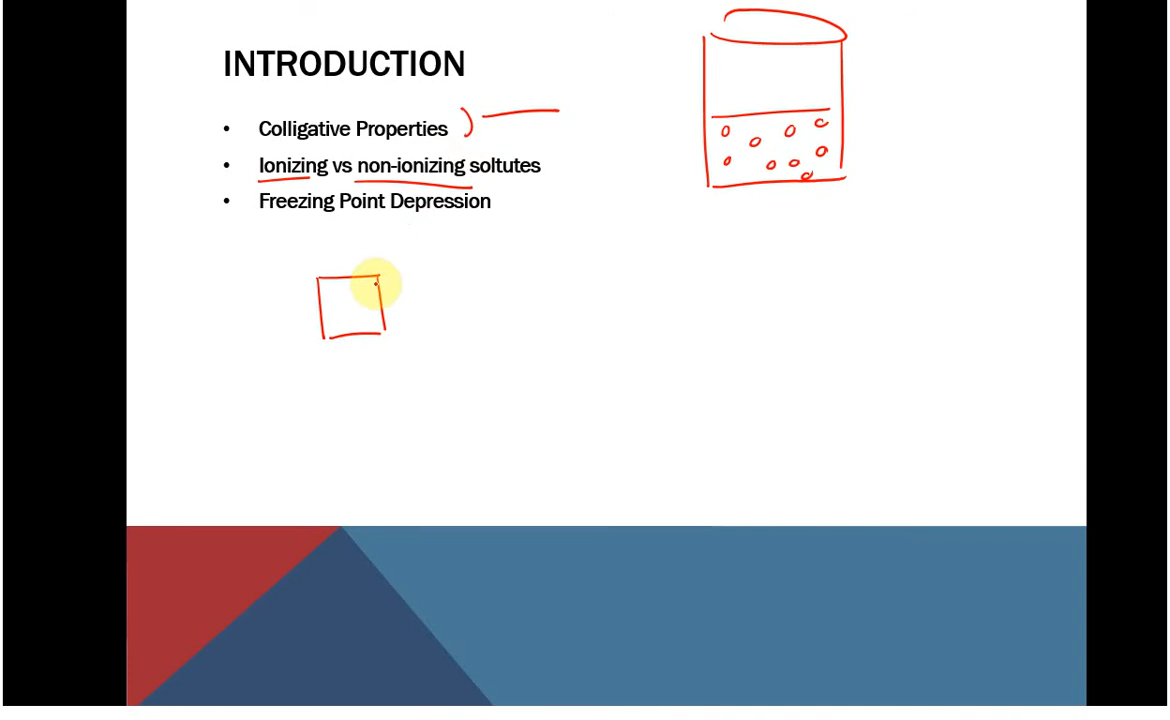 INTRODUCTION
• Colligative Properties
• Ionizing vs non-ionizing soltutes
• Freezing Point Depression